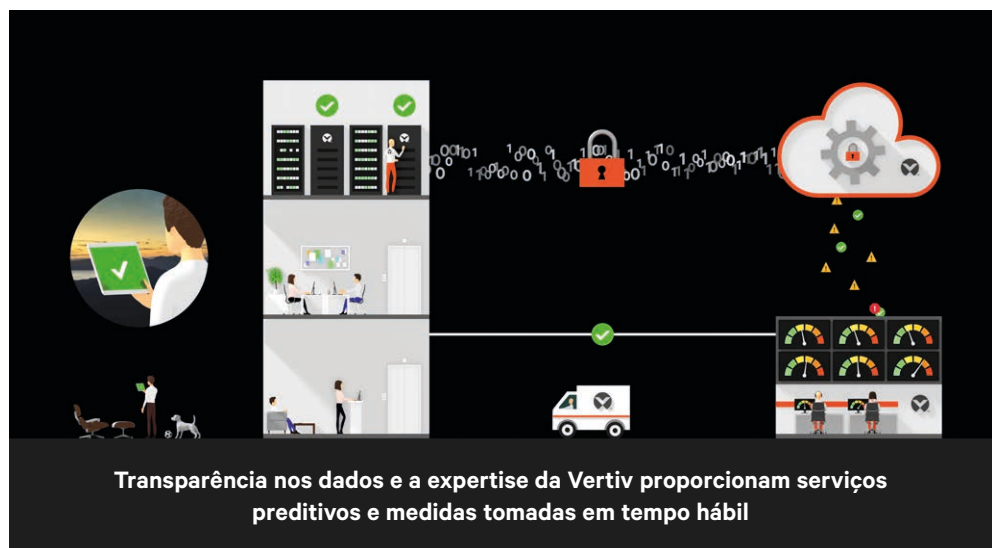 Transparência nos dados e a expertise da Vertiv proporcionam serviços
preditivos e medidas tomadas em tempo hábil